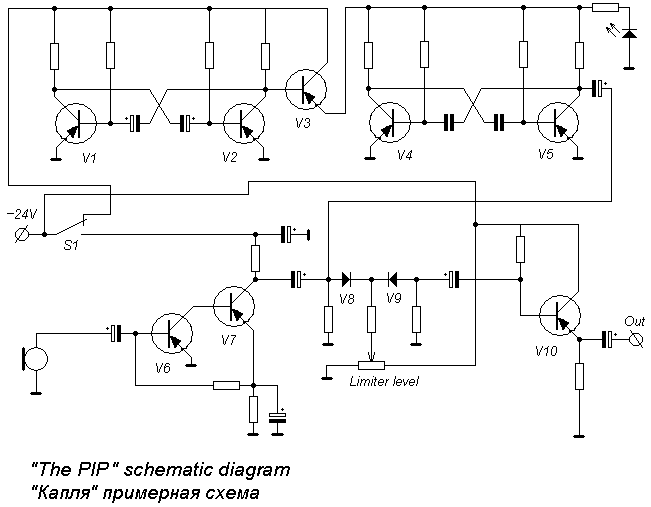 V3
V1
V2
V4
V5
−24V
S1
V8
V9
V7
V6
V10
Out
Limiter level
"The PIP" schematic diagram
"Капля" примерная схема